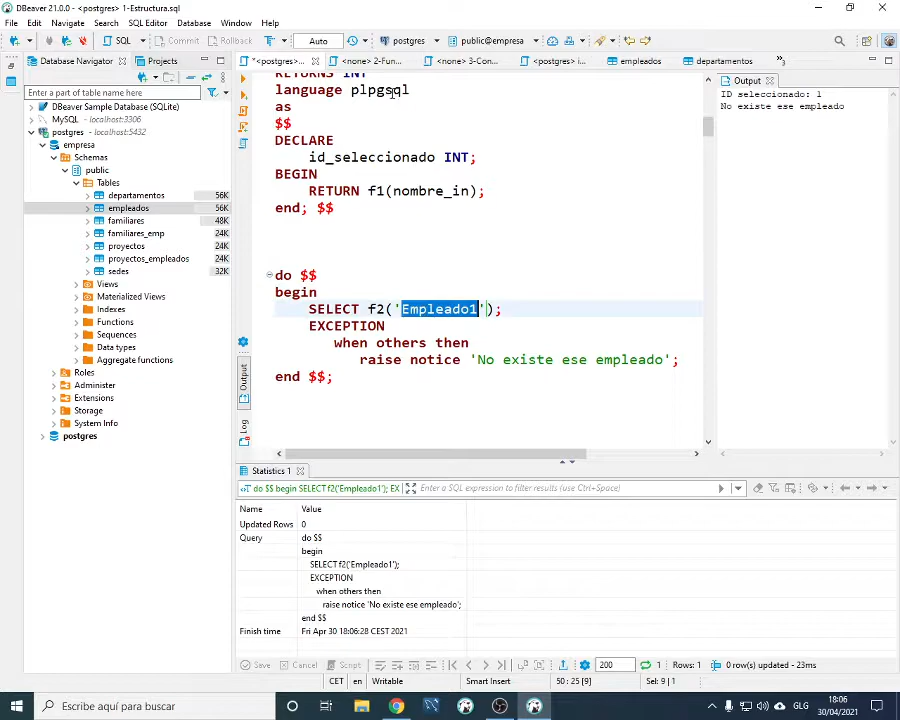 DBeaver 21.0.0 - <postgres> 1-Estructura.sql
File Edit Navigate Search SQL Editor Database Window Help
SQL Commit Rollback Auto postgres public@empresa
Database Navigator Projects
*<postgres>... <none> 2-Fun... <none> 3-Con... <postgres> i... empleados departamentos
Output
Enter a part of table name here
DBeaver Sample Database (SQLite)
MySQL - localhost:3306
postgres - localhost:5432
empresa
Schemas
public
Tables
departamentos 56K
empleados 56K
familiares 48K
familiares_emp 24K
proyectos 24K
proyectos_empleados 24K
sedes 32K
Views
Materialized Views
Indexes
Functions
Sequences
Data types
Aggregate functions
Roles
Administer
Extensions
Storage
System Info
postgres
RETURNS INT
language plpgsql
as
$$
DECLARE
id_seleccionado INT;
BEGIN
RETURN f1(nombre_in);
end; $$
do $$
begin
SELECT f2('Empleado1');
EXCEPTION
when others then
raise notice 'No existe ese empleado';
end $$;
Output
Log
ID seleccionado: 1
No existe ese empleado
Statistics 1
do $$ begin SELECT f2('Empleado1'); EX Enter a SQL expression to filter results (use Ctrl+Space)
Name Value
Updated Rows 0
Query do $$
begin
SELECT f2('Empleado1');
EXCEPTION
when others then
raise notice 'No existe ese empleado';
end $$
Finish time Fri Apr 30 18:06:28 CEST 2021
Save Cancel Script 200 1 Rows: 1 0 row(s) updated - 23ms
CET en Writable Smart Insert 50 : 25 [9] Sel: 9 | 1
Escribe aquí para buscar
GLG
18:06
30/04/2021